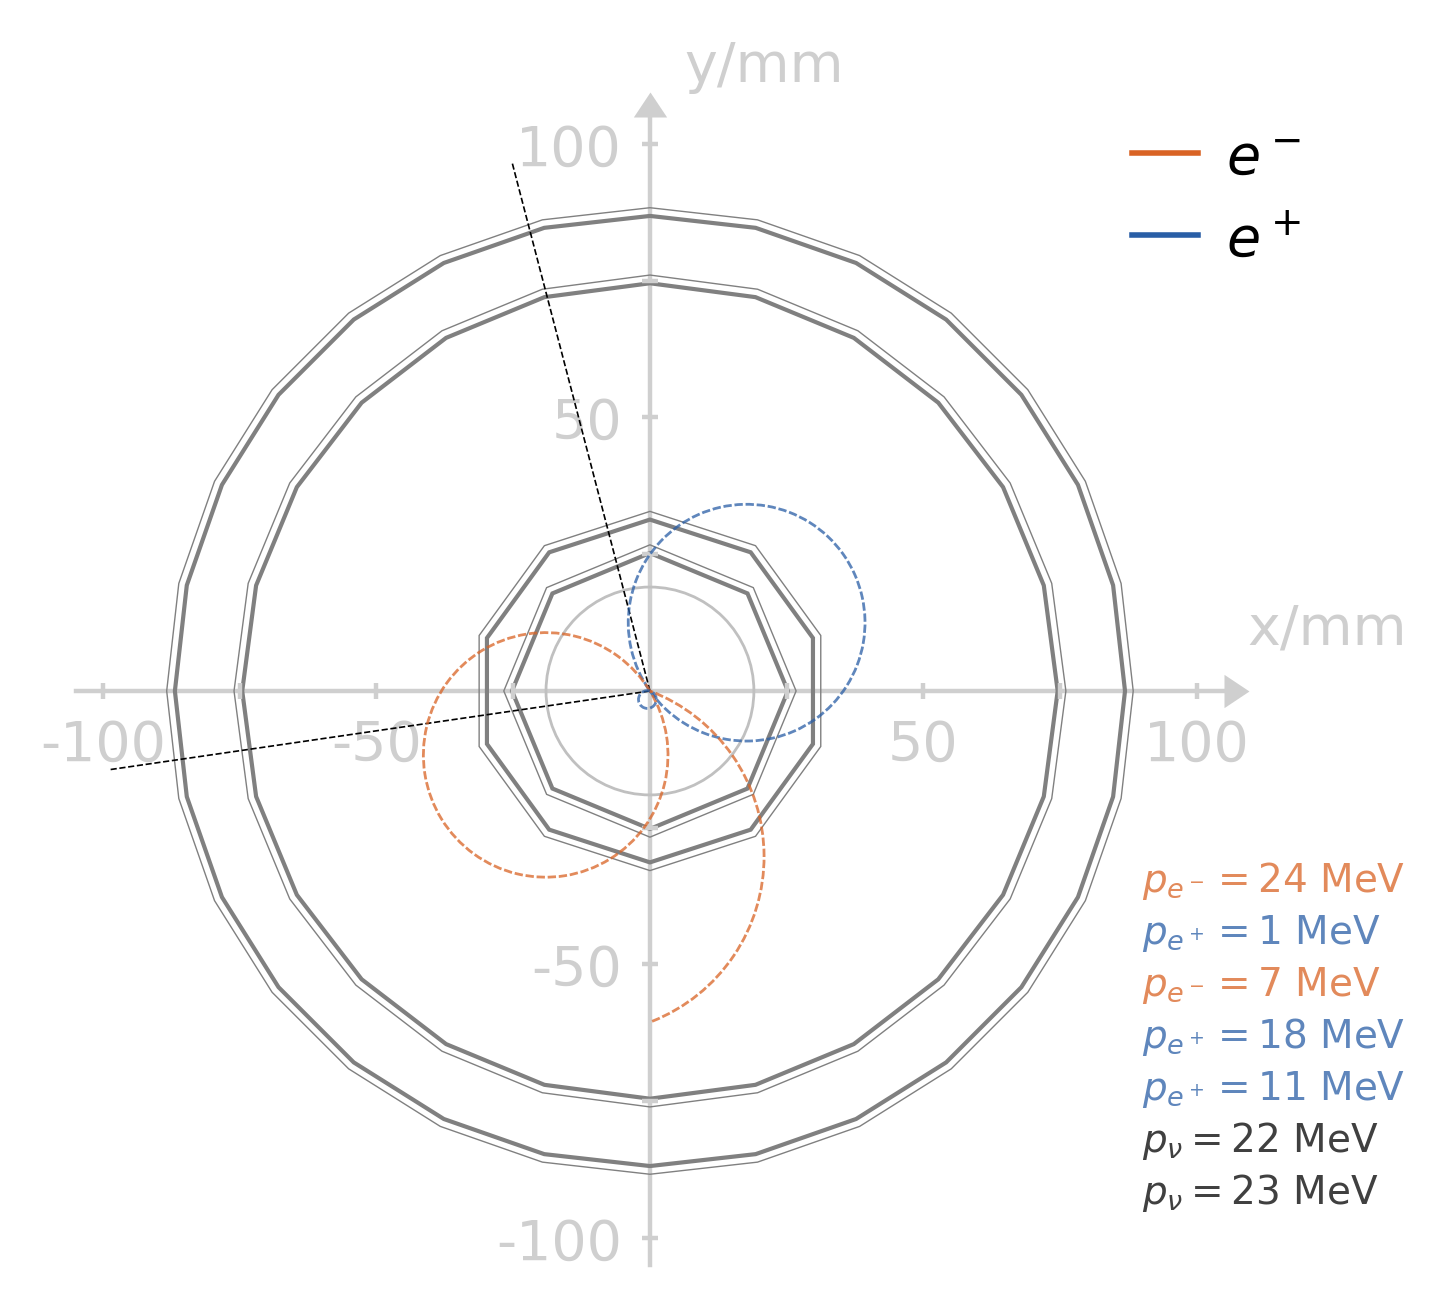 y/mm
100
e⁻
50
e⁺
x/mm
-100
-50
50
100
-50
-100
p_{e⁻} = 24 MeV
p_{e⁺} = 1 MeV
p_{e⁻} = 7 MeV
p_{e⁺} = 18 MeV
p_{e⁺} = 11 MeV
p_ν = 22 MeV
p_ν = 23 MeV